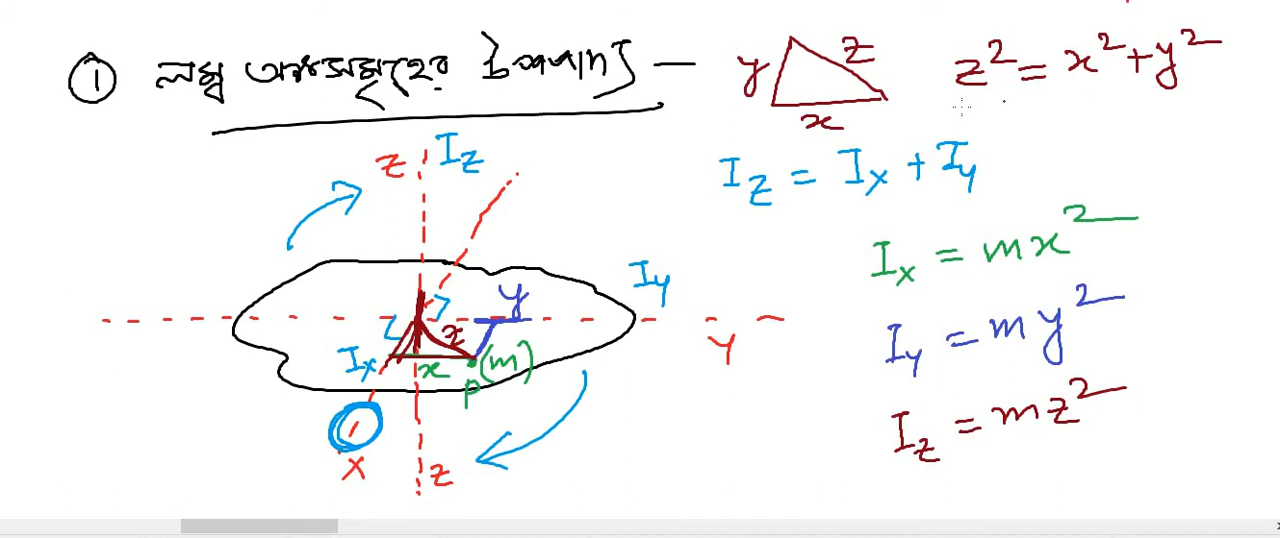 ① লম্ব অক্ষসমূহের উপপাদ্য —
y z x
z² = x² + y²
I_z = I_x + I_y
I_x = mx²
I_y = my²
I_z = mz²
z I_z
I_y
y
Y
I_x x z P(m)
X
z